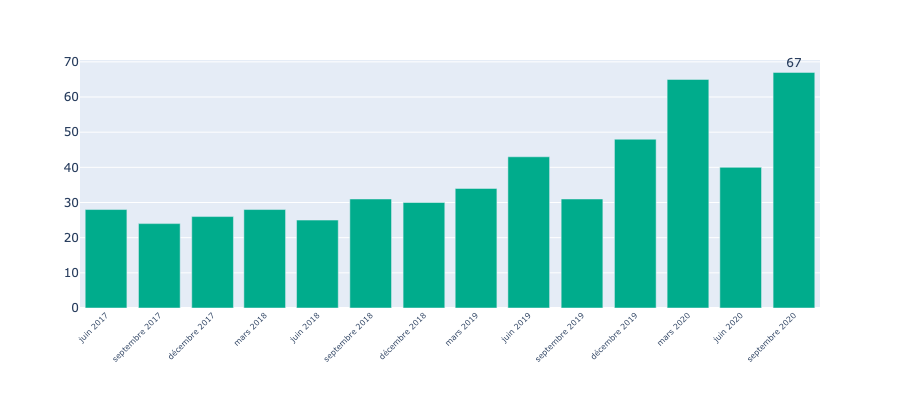 67
70
60
50
40
30
20
10
0
juin 2017
septembre 2017
décembre 2017
mars 2018
juin 2018
septembre 2018
décembre 2018
mars 2019
juin 2019
septembre 2019
décembre 2019
mars 2020
juin 2020
septembre 2020